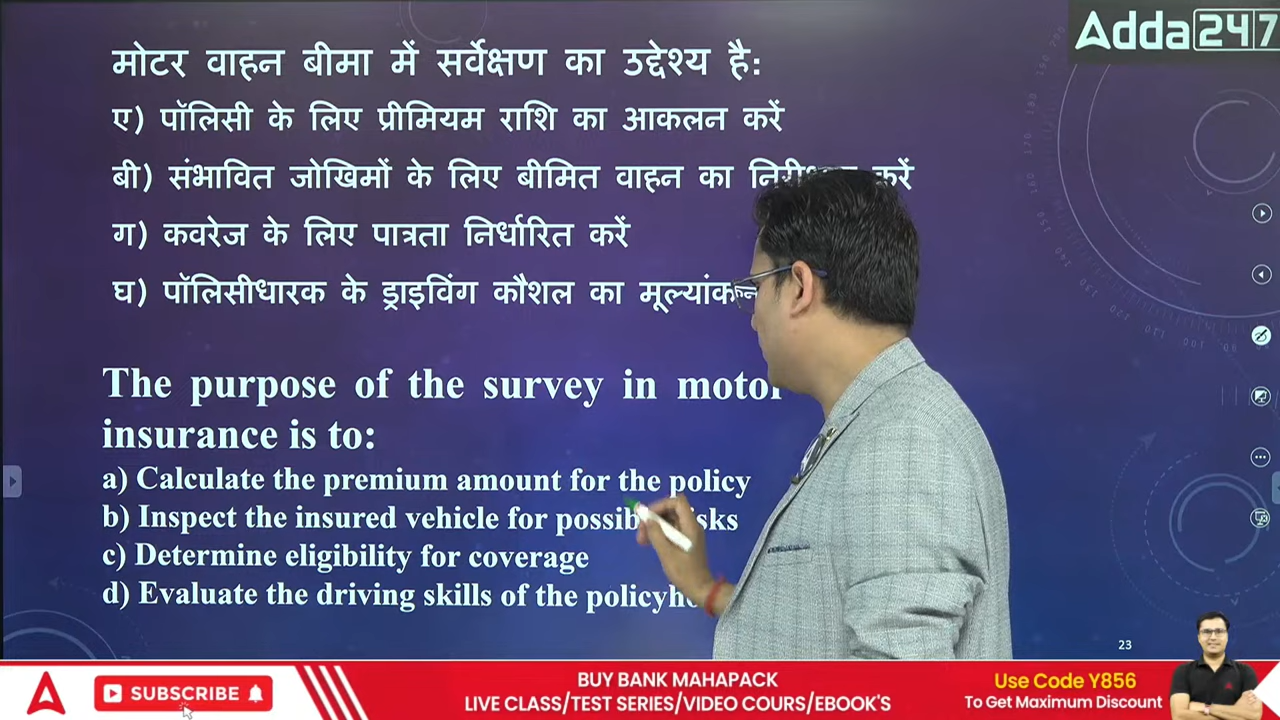 Adda247
मोटर वाहन बीमा में सर्वेक्षण का उद्देश्य है:
ए) पॉलिसी के लिए प्रीमियम राशि का आकलन करें
बी) संभावित जोखिमों के लिए बीमित वाहन का करें
ग) कवरेज के लिए पात्रता निर्धारित करें
घ) पॉलिसीधारक के ड्राइविंग कौशल का मूल्यांकन
The purpose of the survey in motor
insurance is to:
a) Calculate the premium amount for the policy
b) Inspect the insured vehicle for
c) Determine eligibility for coverage
d) Evaluate the driving skills of the
23
SUBSCRIBE
BUY BANK MAHAPACK
LIVE CLASS/TEST SERIES/VIDEO COURS/EBOOK'S
Use Code Y856
To Get Maximum Discount